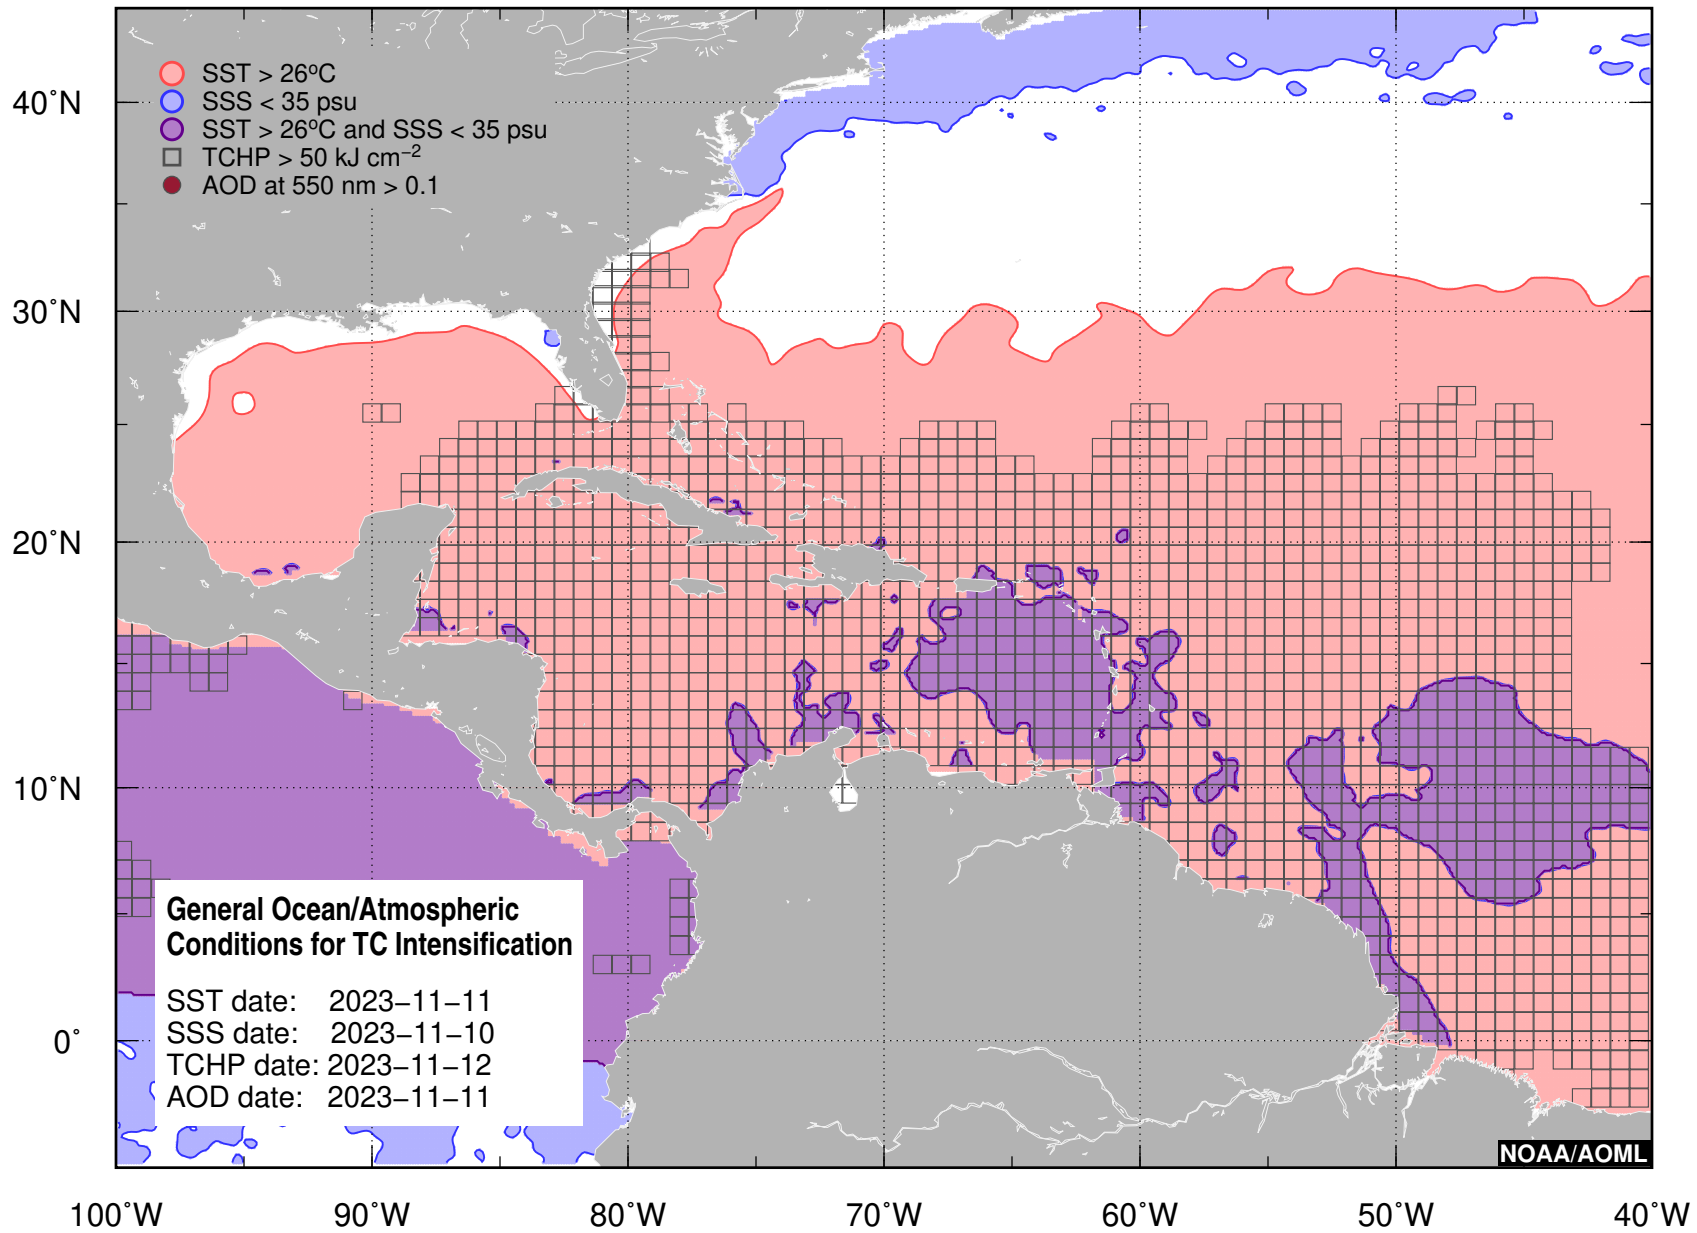 SST > 26ºC
SSS < 35 psu
SST > 26ºC and SSS < 35 psu
TCHP > 50 kJ cm⁻²
AOD at 550 nm > 0.1
40˚N
30˚N
20˚N
10˚N
0˚
General Ocean/Atmospheric
Conditions for TC Intensification
SST date: 2023−11−11
SSS date: 2023−11−10
TCHP date: 2023−11−12
AOD date: 2023−11−11
NOAA/AOML
100˚W 90˚W 80˚W 70˚W 60˚W 50˚W 40˚W